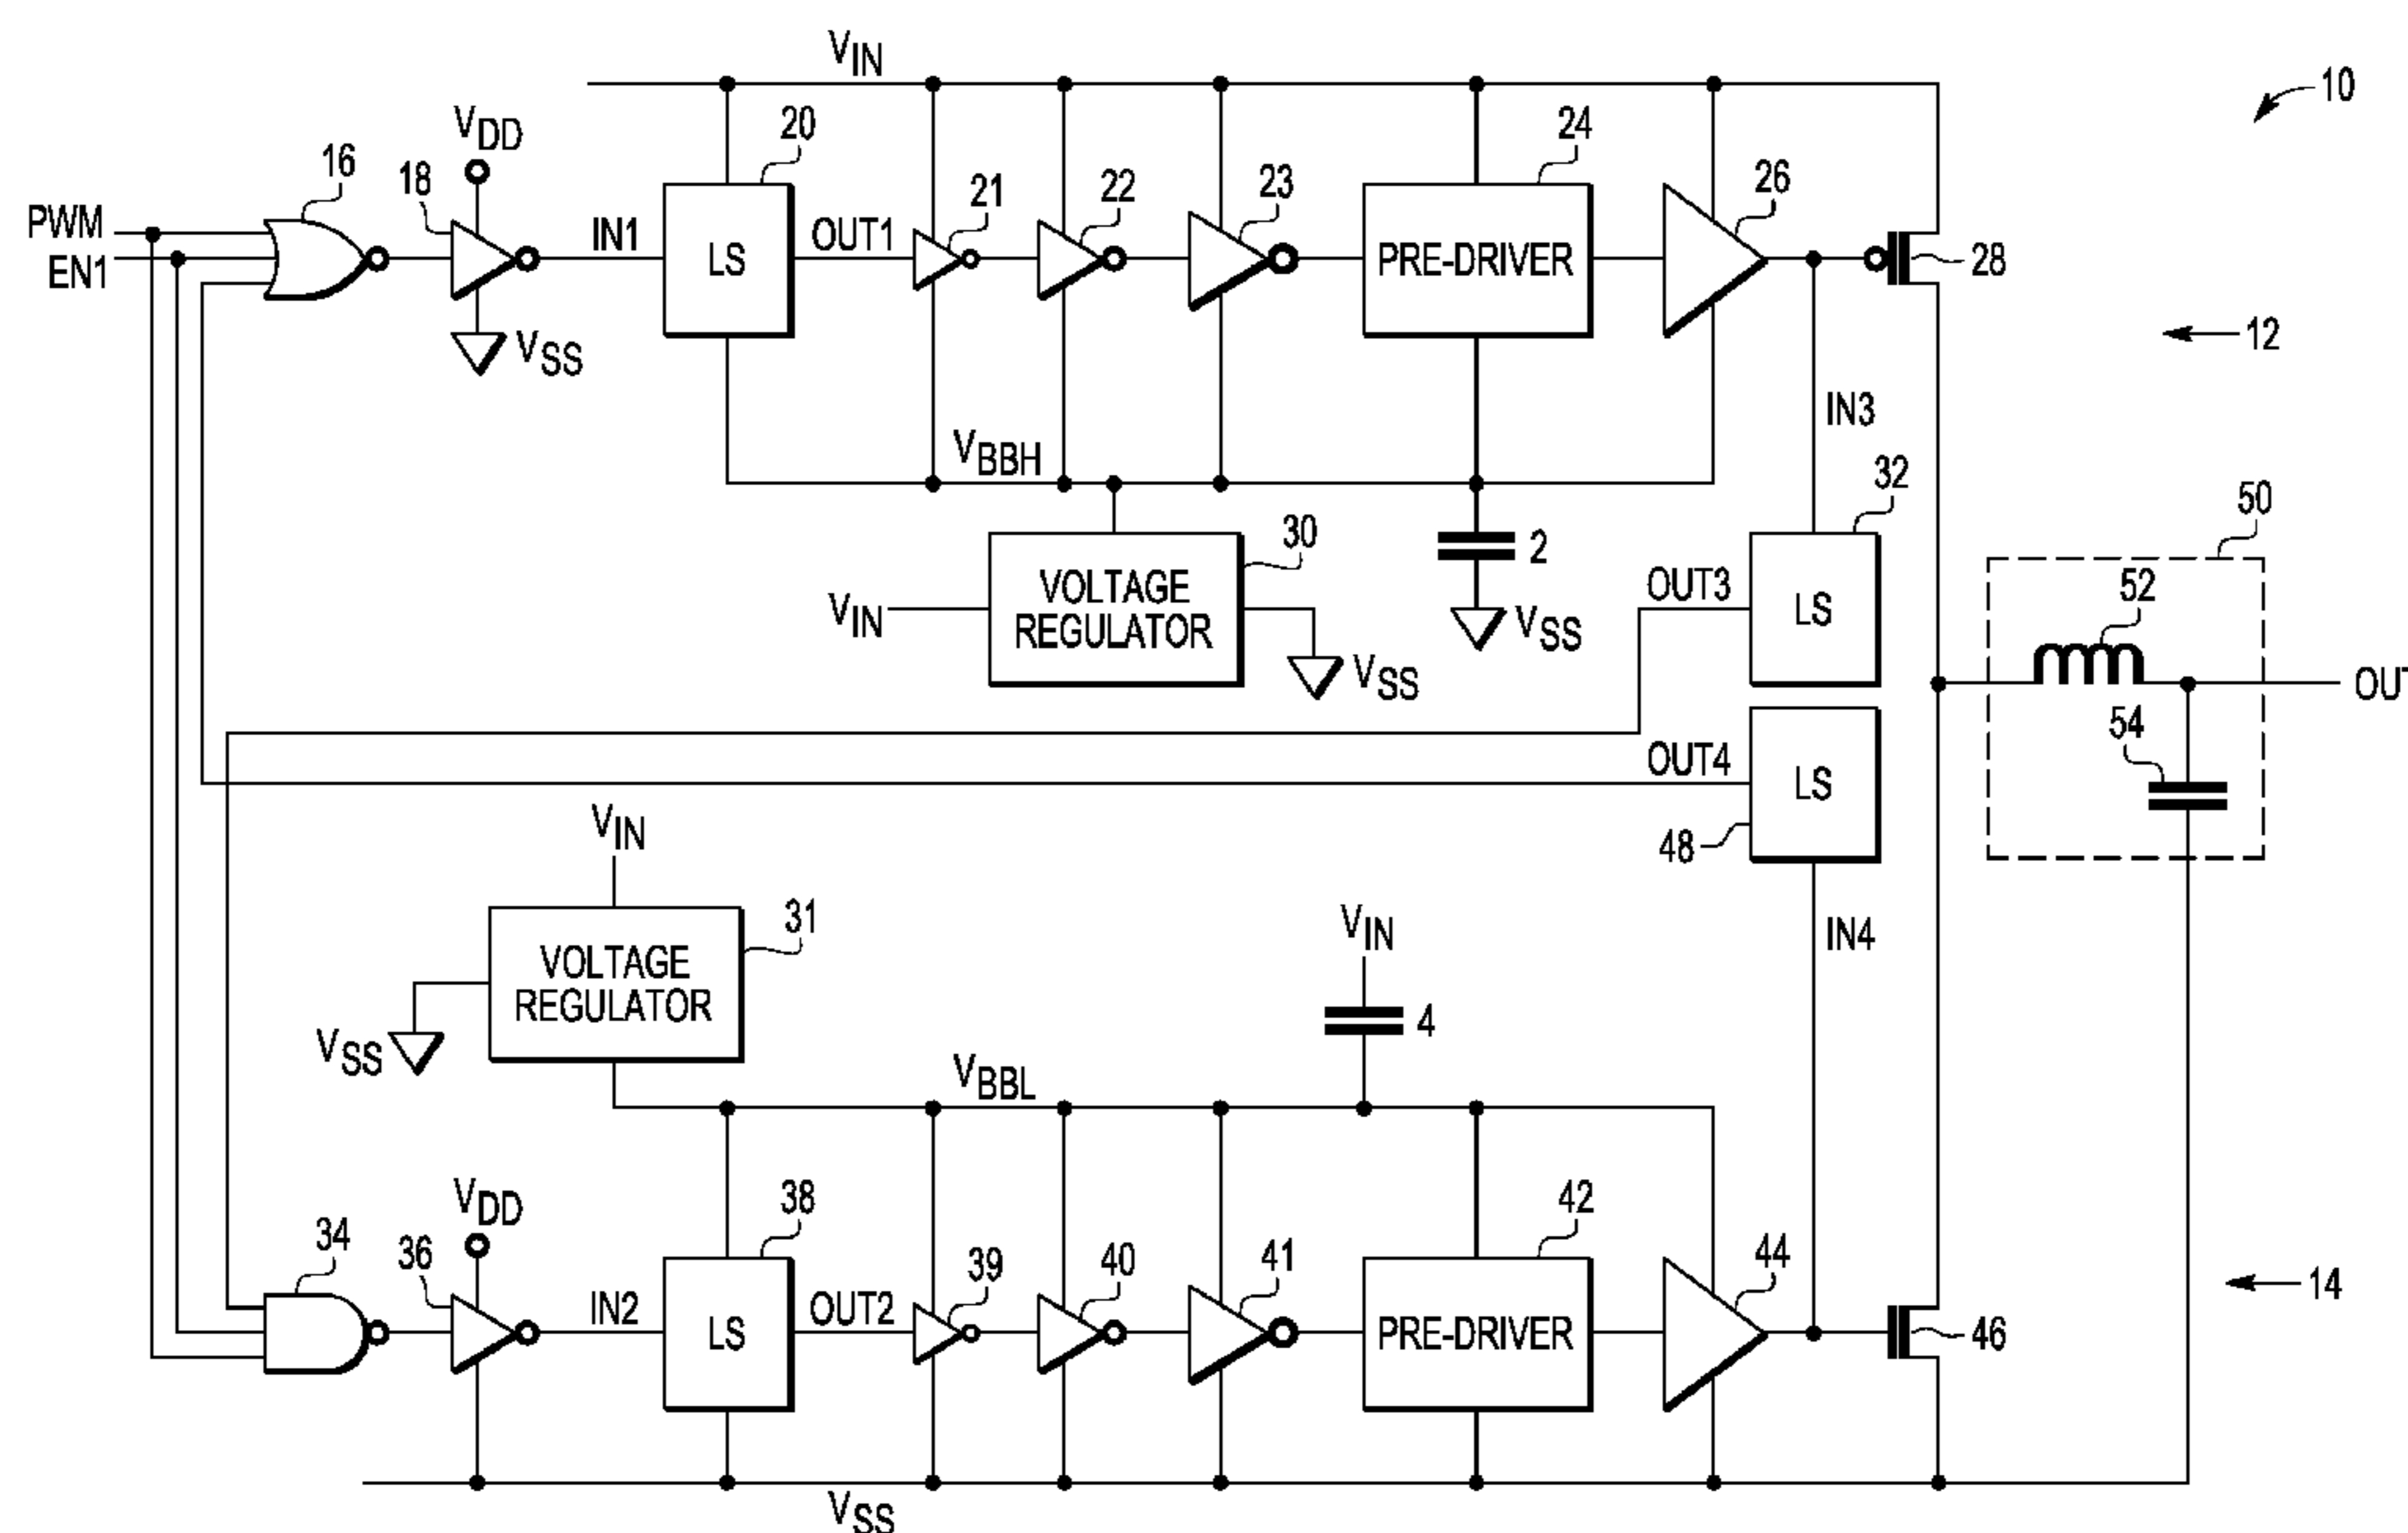 VIN
10
VDD
20
24
16
18
21
22
23
26
PWM
EN1
IN1
LS
OUT1
PRE-DRIVER
28
VSS
12
IN3
VBBH
32
50
30
2
VOLTAGE
REGULATOR
VIN
VSS
VSS
OUT3
LS
52
OUT
54
OUT4
LS
48
VIN
31
VOLTAGE
REGULATOR
VSS
VIN
4
IN4
VBBL
VDD
38
42
34
36
39
40
41
44
14
IN2
LS
OUT2
PRE-DRIVER
46
VSS